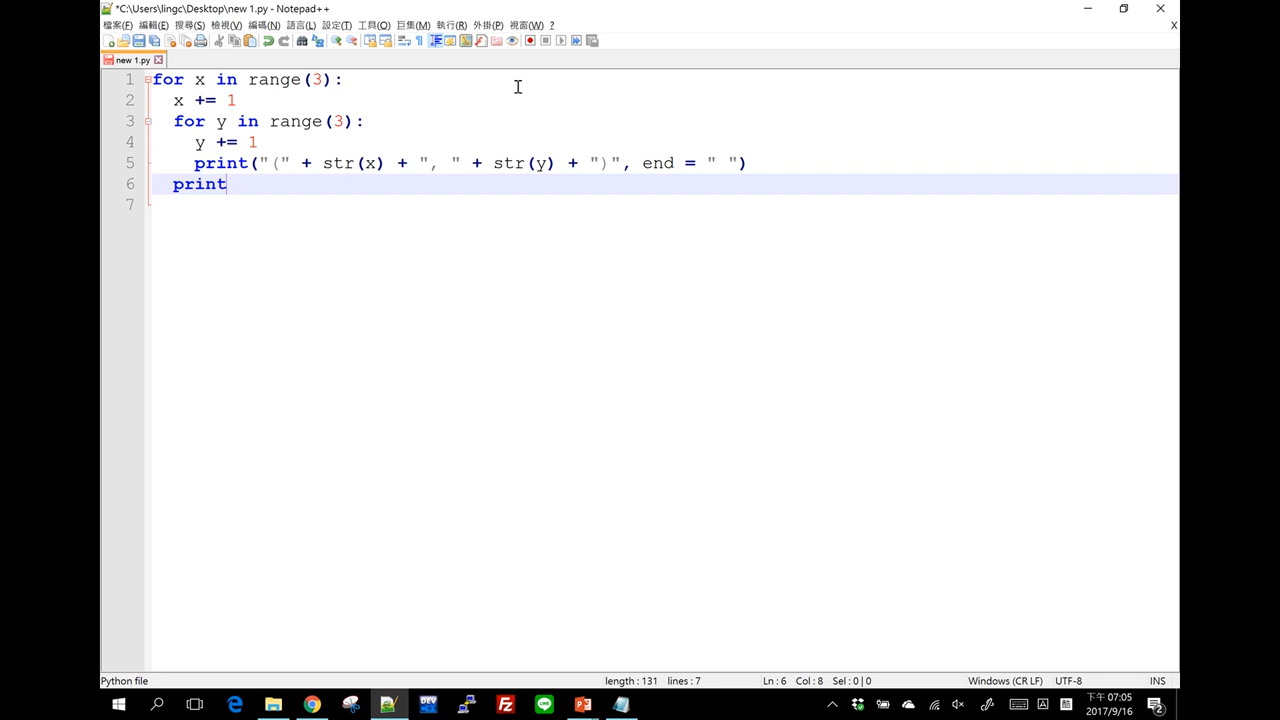 *C:\Users\lingc\Desktop\new 1.py - Notepad++
檔案(F) 編輯(E) 搜尋(S) 檢視(V) 編碼(N) 語言(L) 設定(T) 工具(O) 巨集(M) 執行(R) 外掛(P) 視窗(W) ?
X
new 1.py
1 for x in range(3):
2   x += 1
3   for y in range(3):
4     y += 1
5     print("(" + str(x) + ", " + str(y) + ")", end = " ")
6   print
7
Python file length : 131 lines : 7 Ln : 6 Col : 8 Sel : 0 | 0 Windows (CR LF) UTF-8 INS
DEV
LINE
下午 07:05
2017/9/16
2